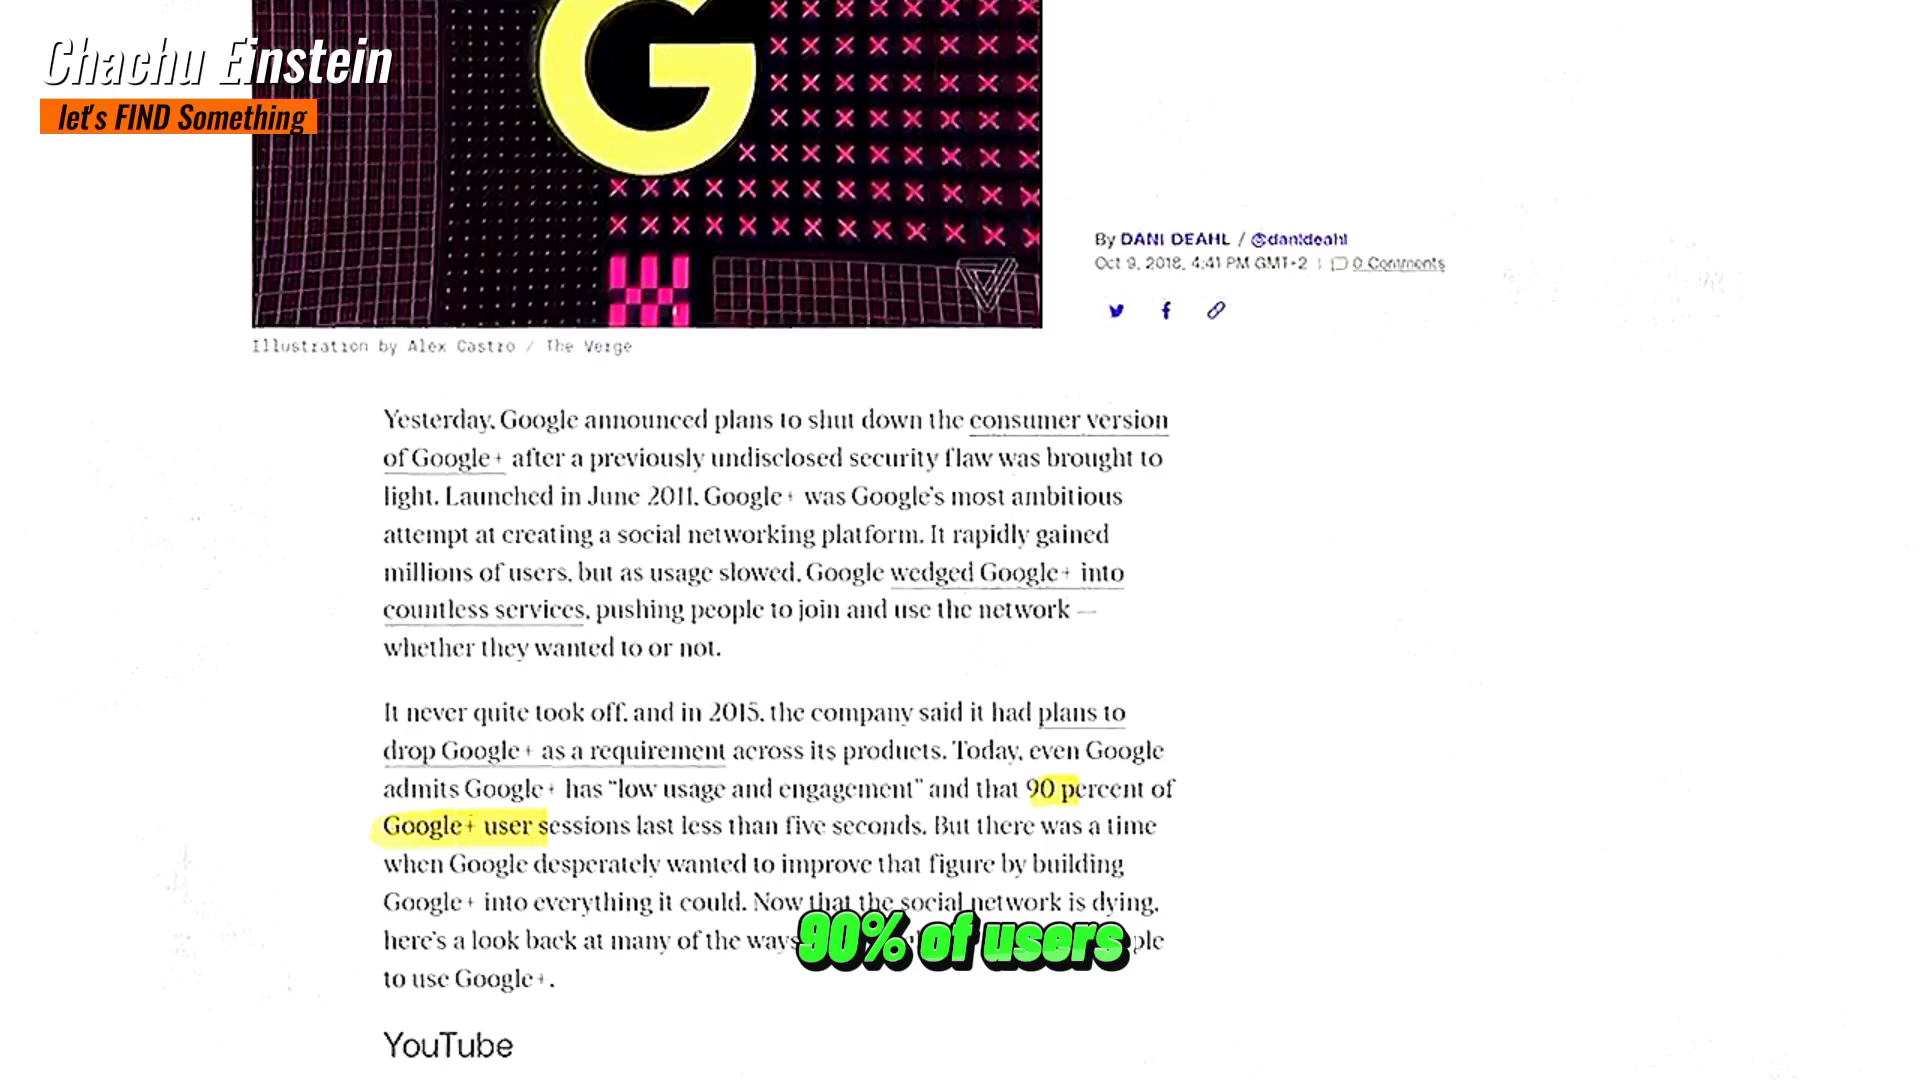 Chachu Einstein
let's FIND Something
G
By DANI DEAHL / @danideahl
Oct 9, 2018, 4:41 PM GMT+2 | 0 Comments
Illustration by Alex Castro / The Verge
Yesterday, Google announced plans to shut down the consumer version
of Google+ after a previously undisclosed security flaw was brought to
light. Launched in June 2011, Google+ was Google's most ambitious
attempt at creating a social networking platform. It rapidly gained
millions of users, but as usage slowed, Google wedged Google+ into
countless services, pushing people to join and use the network —
whether they wanted to or not.
It never quite took off, and in 2015, the company said it had plans to
drop Google+ as a requirement across its products. Today, even Google
admits Google+ has “low usage and engagement” and that 90 percent of
Google+ user sessions last less than five seconds. But there was a time
when Google desperately wanted to improve that figure by building
Google+ into everything it could. Now that the social network is dying,
here's a look back at many of the ways ple
90% of users
to use Google+.
YouTube